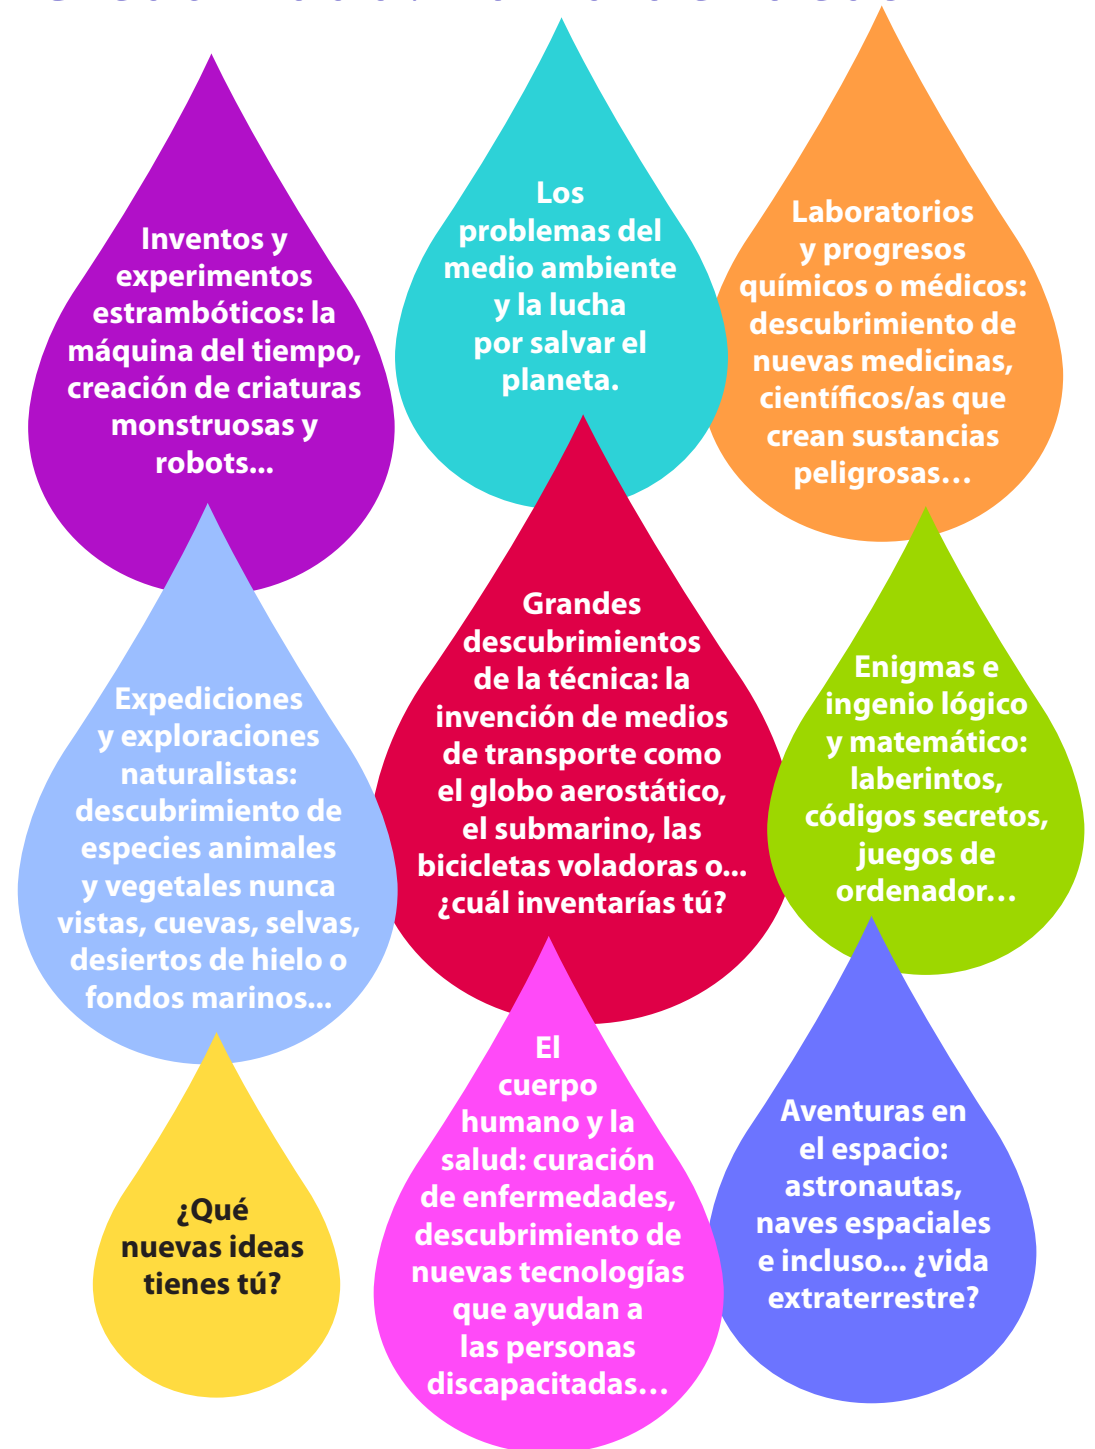 Inventos y
experimentos
estrambóticos: la
máquina del tiempo,
creación de criaturas
monstruosas y
robots...
Los
problemas del
medio ambiente
y la lucha
por salvar el
planeta.
Laboratorios
y progresos
químicos o médicos:
descubrimiento de
nuevas medicinas,
científicos/as que
crean sustancias
peligrosas…
Expediciones
y exploraciones
naturalistas:
descubrimiento de
especies animales
y vegetales nunca
vistas, cuevas, selvas,
desiertos de hielo o
fondos marinos...
Grandes
descubrimientos
de la técnica: la
invención de medios
de transporte como
el globo aerostático,
el submarino, las
bicicletas voladoras o...
¿cuál inventarías tú?
Enigmas e
ingenio lógico
y matemático:
laberintos,
códigos secretos,
juegos de
ordenador…
¿Qué
nuevas ideas
tienes tú?
El
cuerpo
humano y la
salud: curación
de enfermedades,
descubrimiento de
nuevas tecnologías
que ayudan a
las personas
discapacitadas…
Aventuras en
el espacio:
astronautas,
naves espaciales
e incluso... ¿vida
extraterrestre?